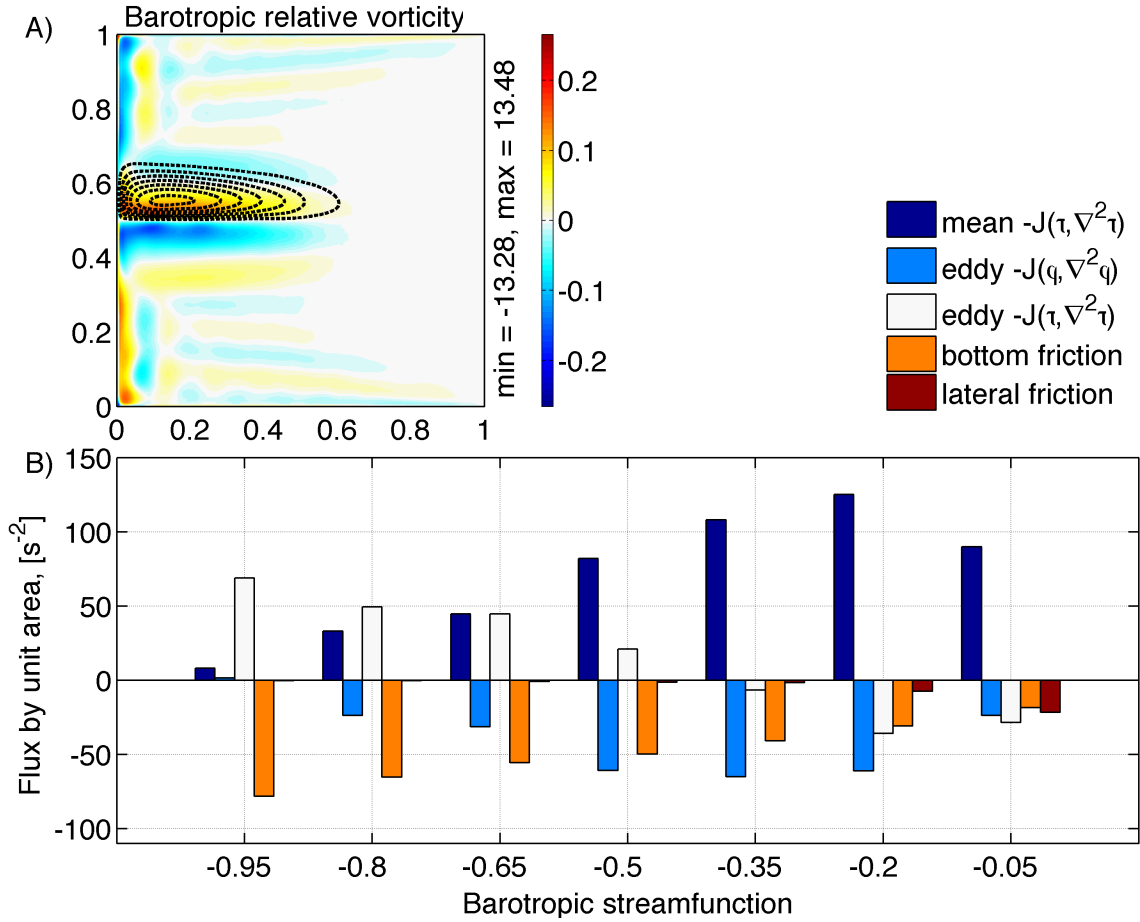 A)
Barotropic relative vorticity
1
0.8
0.6
0.4
0.2
0
0 0.2 0.4 0.6 0.8 1
min = -13.28, max = 13.48
0.2
0.1
0
-0.1
-0.2
mean -J(τ,∇²τ)
eddy -J(φ,∇²φ)
eddy -J(τ,∇²τ)
bottom friction
lateral friction
B)
150
100
50
0
-50
-100
Flux by unit area, [s⁻²]
-0.95 -0.8 -0.65 -0.5 -0.35 -0.2 -0.05
Barotropic streamfunction